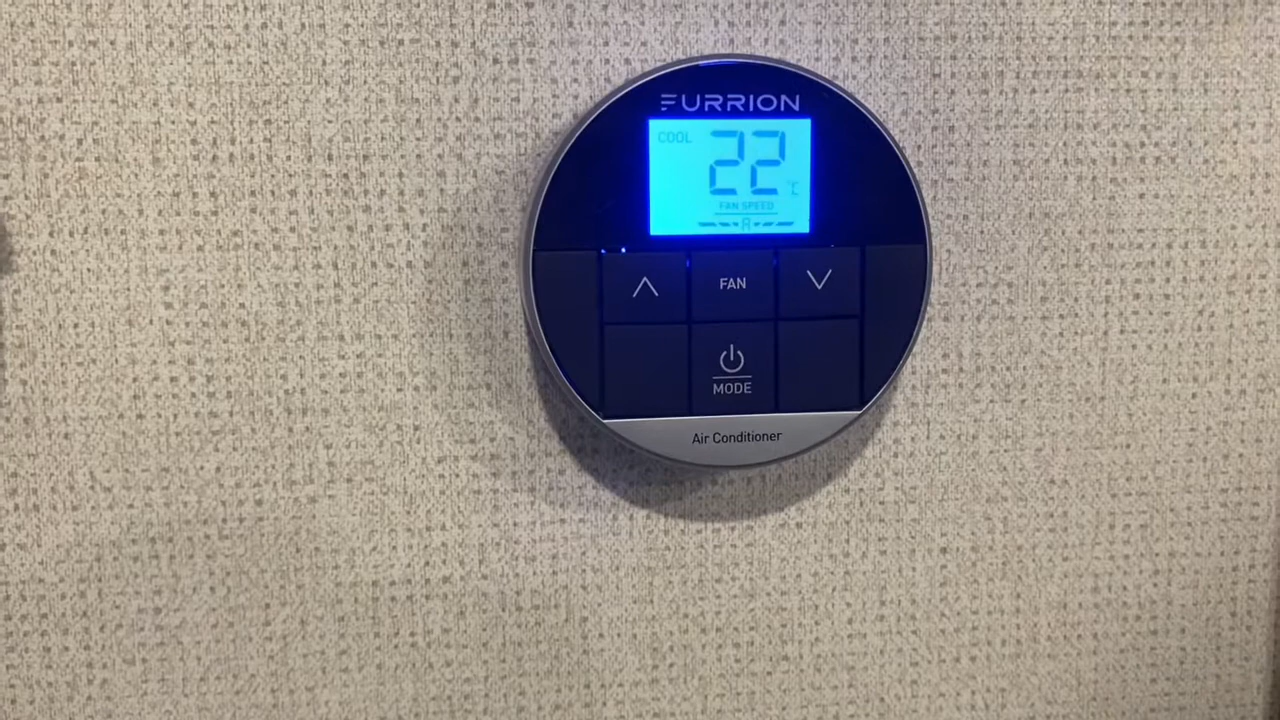 FURRION
COOL
22 °C
FAN SPEED
A
FAN
MODE
Air Conditioner